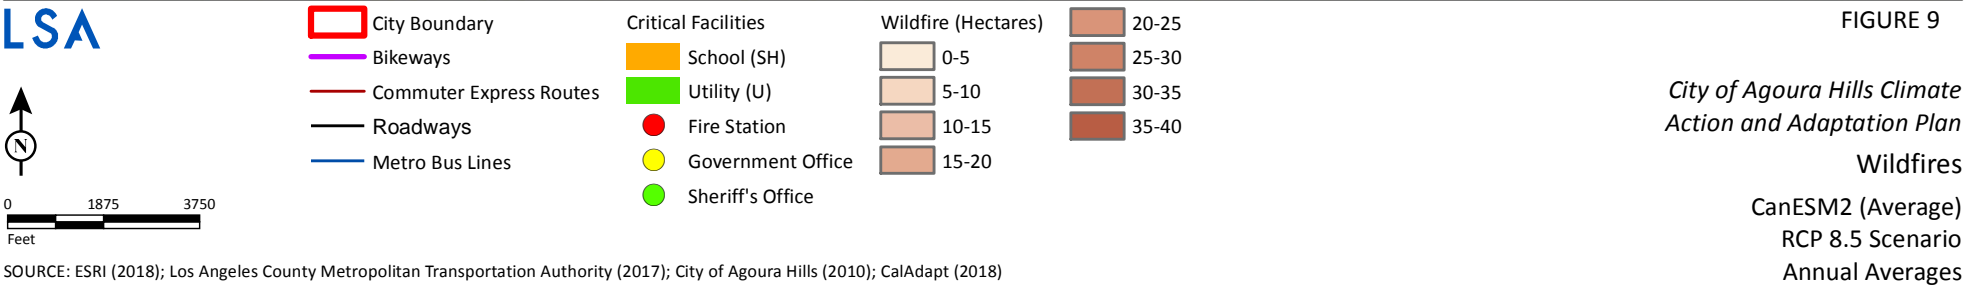 LSA
N
0 1875 3750
Feet
City Boundary
Bikeways
Commuter Express Routes
Roadways
Metro Bus Lines
Critical Facilities
School (SH)
Utility (U)
Fire Station
Government Office
Sheriff's Office
Wildfire (Hectares)
0-5
5-10
10-15
15-20
20-25
25-30
30-35
35-40
FIGURE 9
City of Agoura Hills Climate
Action and Adaptation Plan
Wildfires
CanESM2 (Average)
RCP 8.5 Scenario
Annual Averages
SOURCE: ESRI (2018); Los Angeles County Metropolitan Transportation Authority (2017); City of Agoura Hills (2010); CalAdapt (2018)